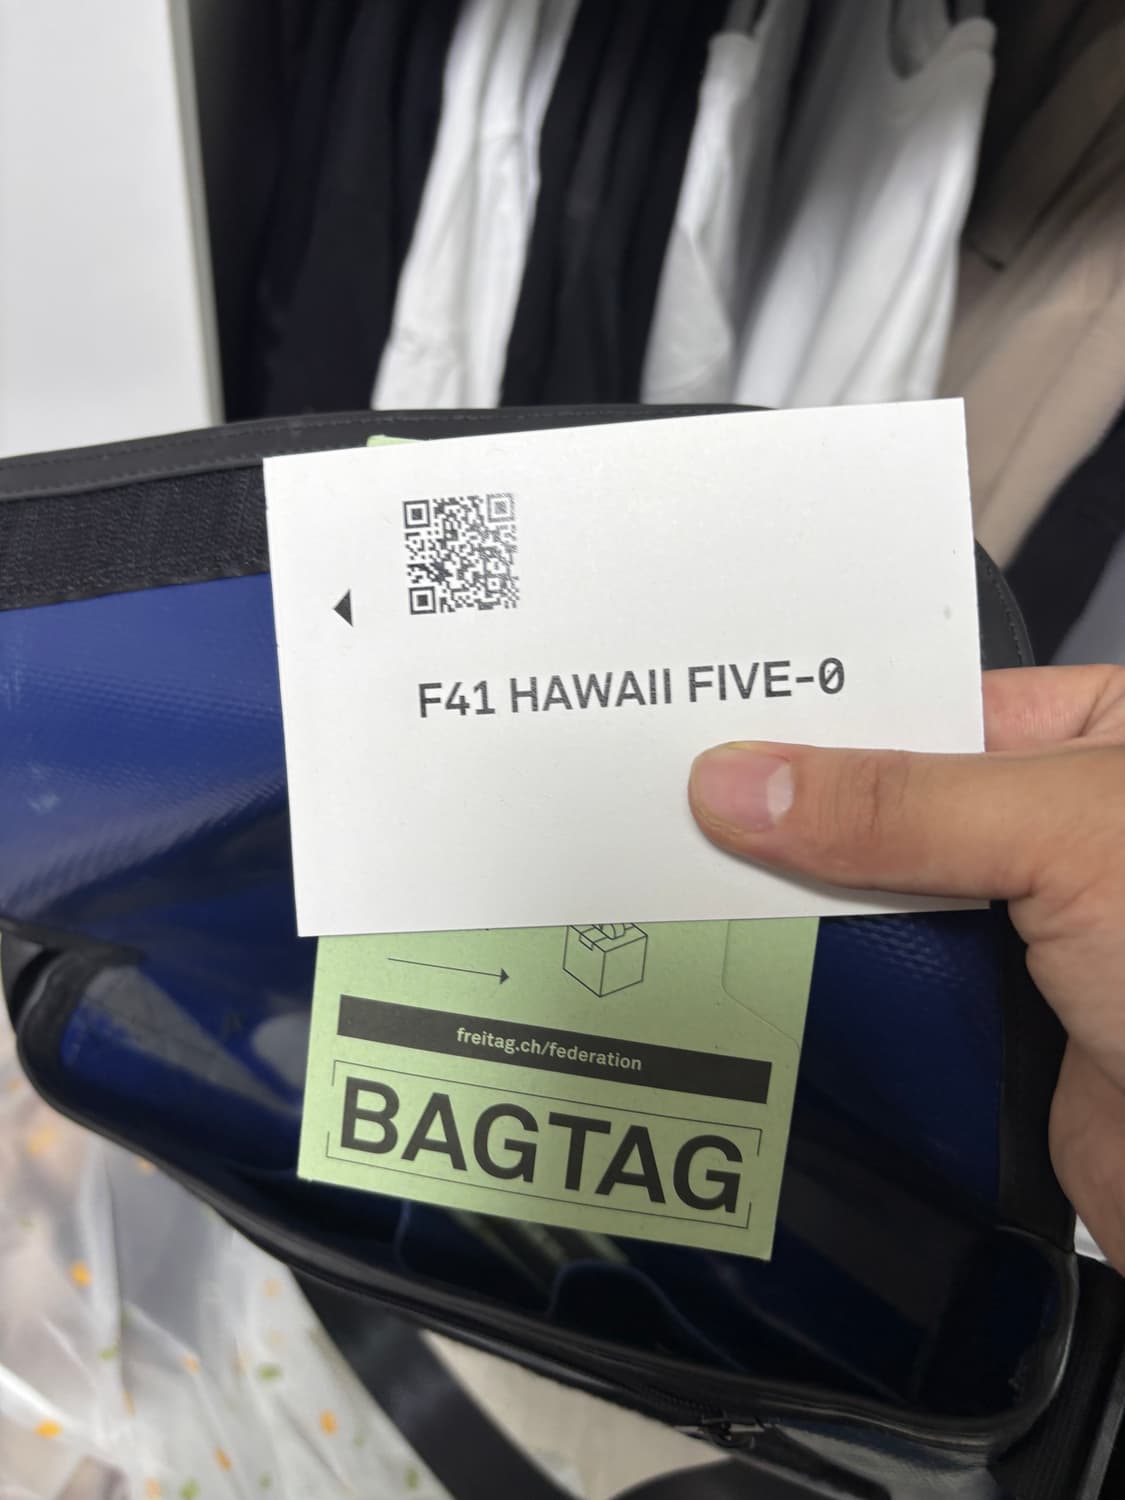 F41 HAWAII FIVE-0
freitag.ch/federation
BAGTAG